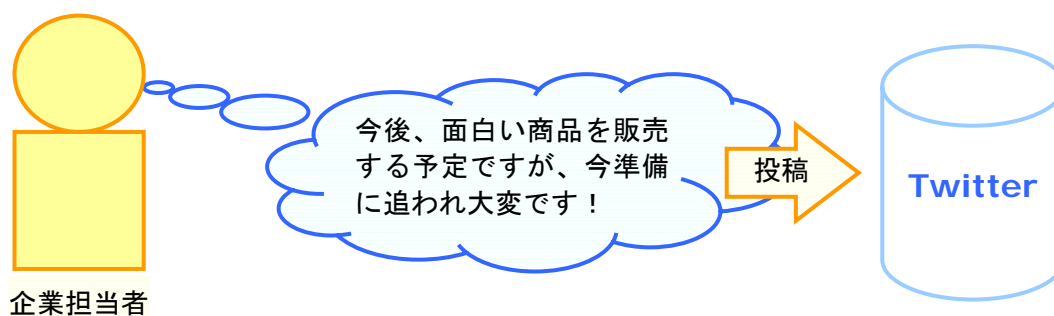 今後、面白い商品を販売
する予定ですが、今準備
に追われ大変です！
投稿
Twitter
企業担当者